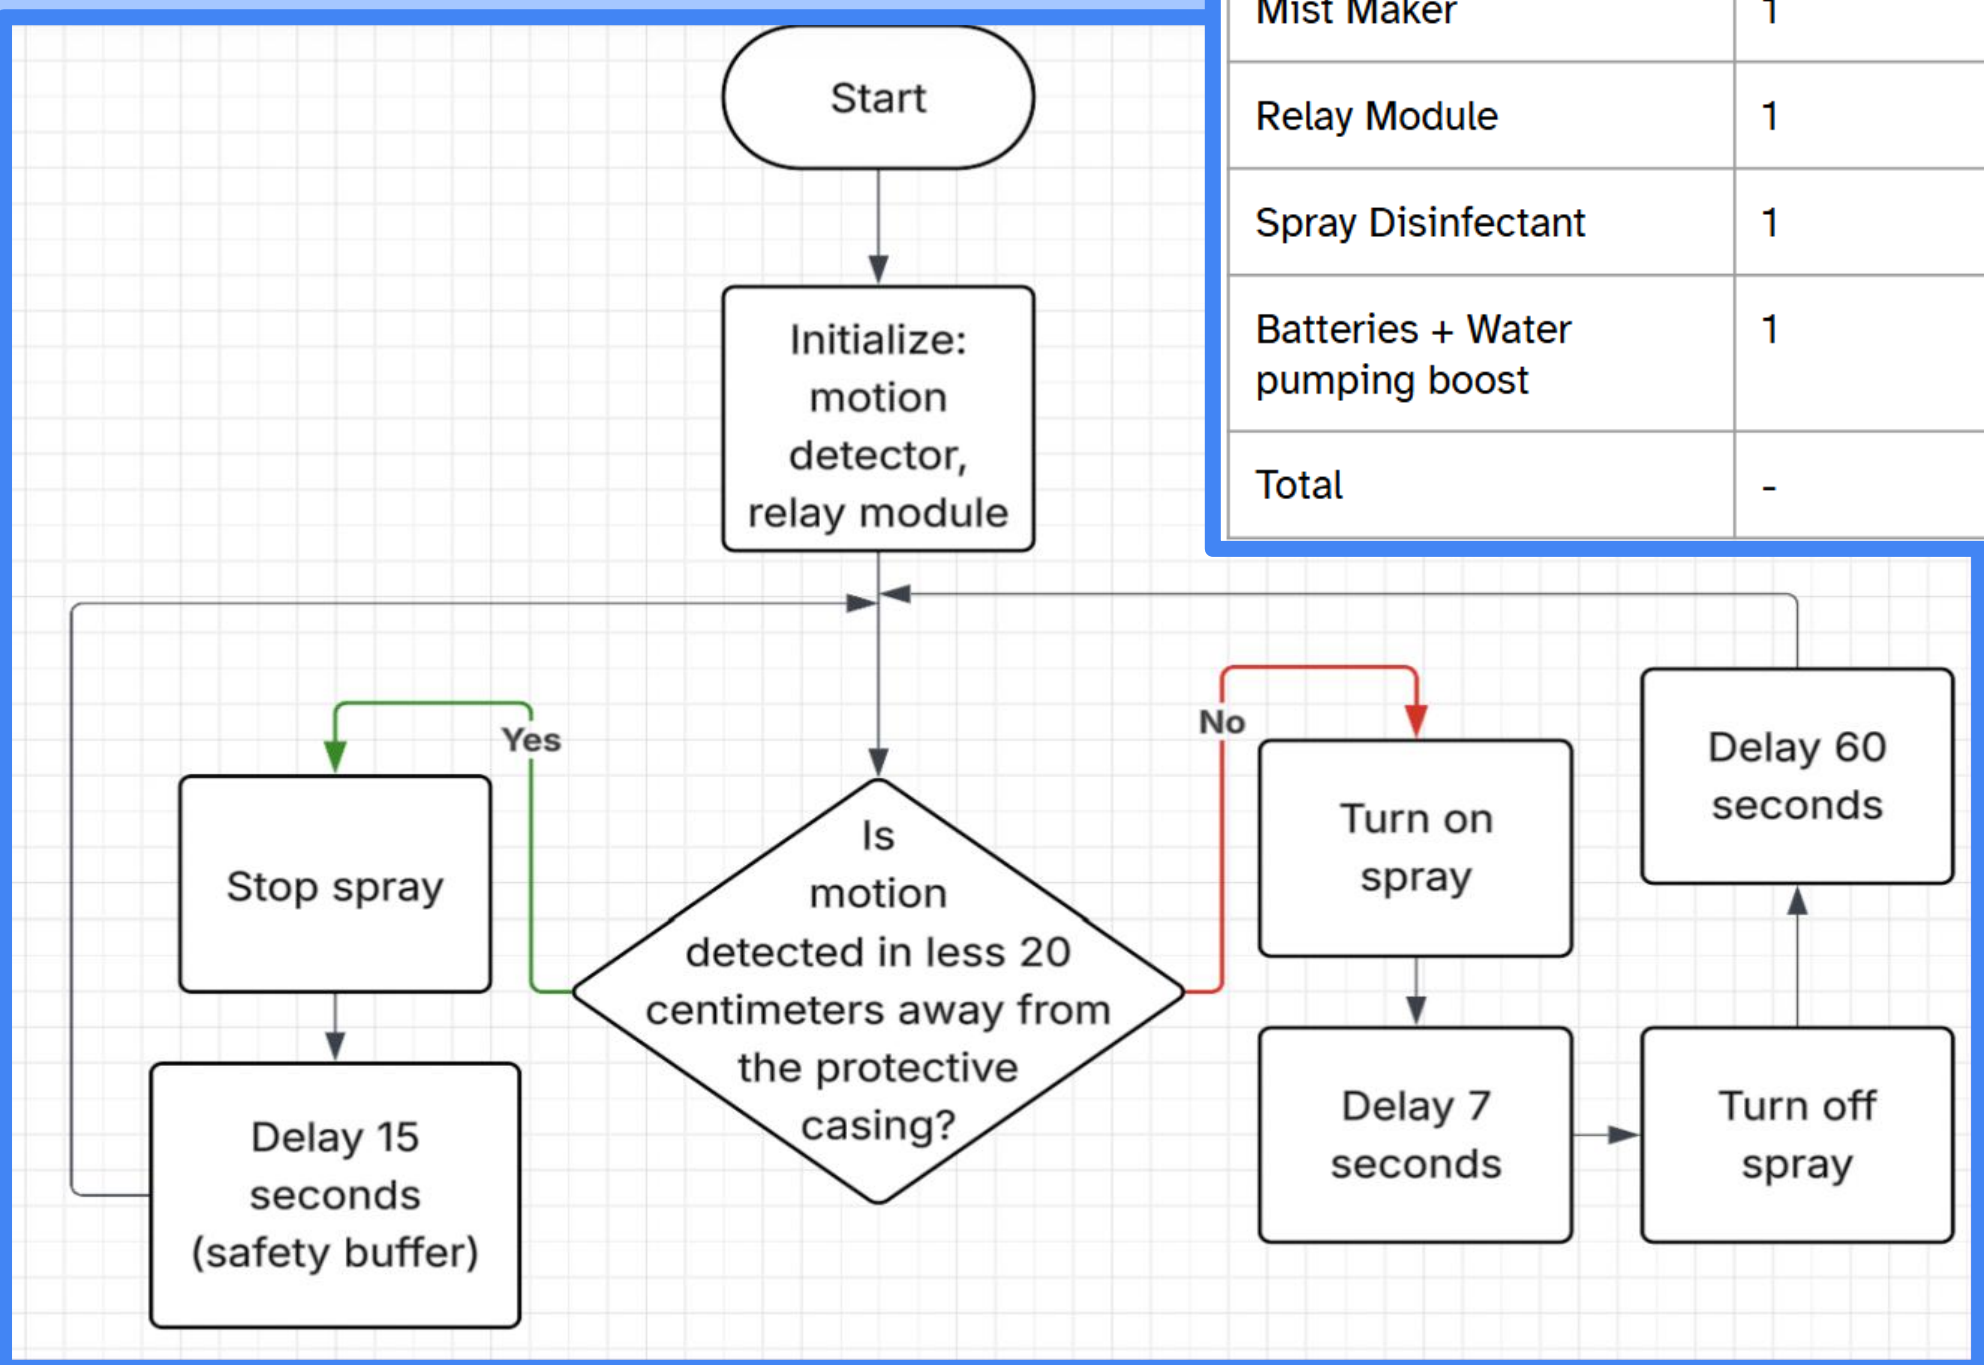 Mist Maker 1
Relay Module 1
Spray Disinfectant 1
Batteries + Water 1
pumping boost
Total -
Start
Initialize:
motion
detector,
relay module
Yes
No
Stop spray
Delay 15
seconds
(safety buffer)
Is
motion
detected in less 20
centimeters away from
the protective
casing?
Turn on
spray
Delay 7
seconds
Turn off
spray
Delay 60
seconds